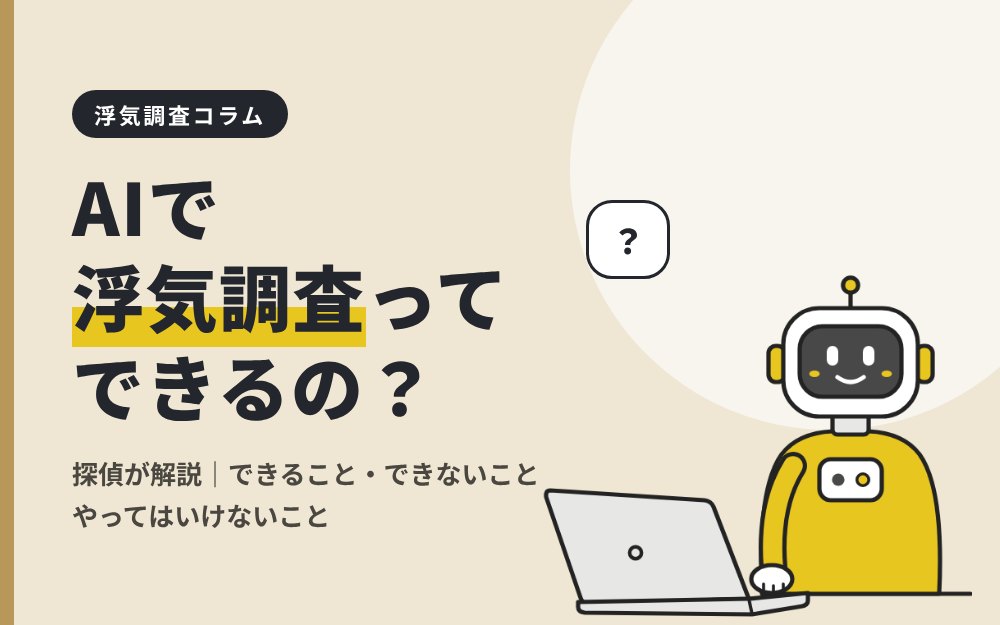 浮気調査コラム
AIで
浮気調査って
できるの？
探偵が解説｜できること・できないこと
やってはいけないこと
?